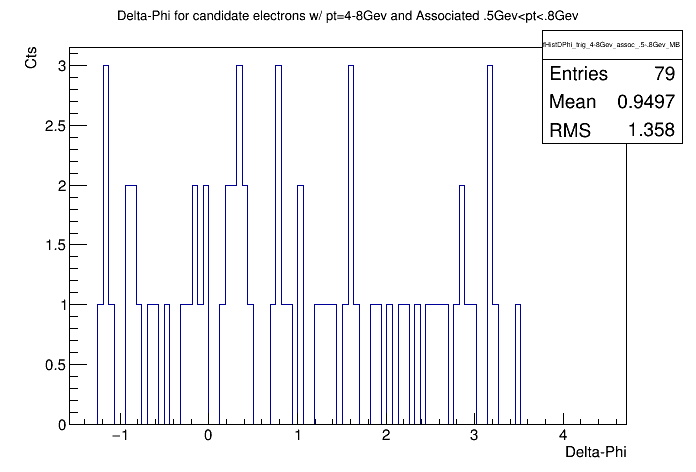 Delta-Phi for candidate electrons w/ pt=4-8Gev and Associated .5Gev<pt<.8Gev
Cts
fHistDPhi_trig_4-8Gev_assoc_.5-.8Gev_MB
Entries 79
Mean 0.9497
RMS 1.358
3
2.5
2
1.5
1
0.5
0
−1 0 1 2 3 4
Delta-Phi